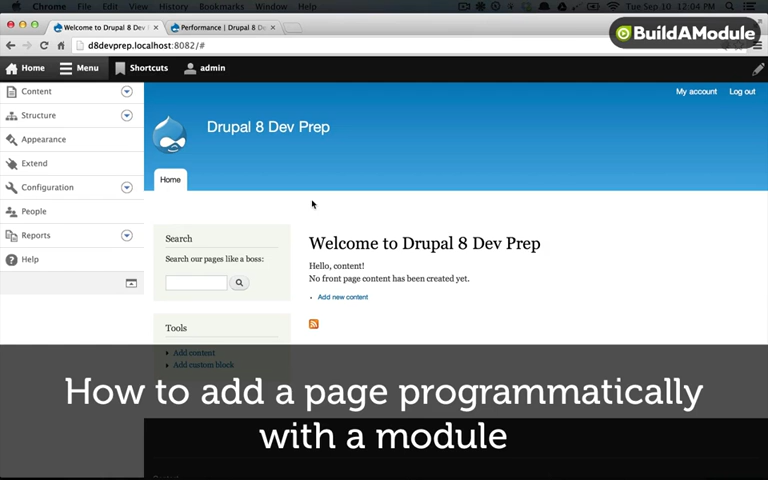 Chrome File Edit View History Bookmarks Window Help
Tue Sep 10 12:04 PM
Welcome to Drupal 8 Dev
Performance | Drupal 8 De
BuildAModule
d8devprep.localhost:8082/#
Home Menu Shortcuts admin
Content
Structure
Appearance
Extend
Configuration
People
Reports
Help
My account Log out
Drupal 8 Dev Prep
Home
Search
Search our pages like a boss:
Tools
Add content
Add custom block
Welcome to Drupal 8 Dev Prep
Hello, content!
No front page content has been created yet.
Add new content
How to add a page programmatically
with a module